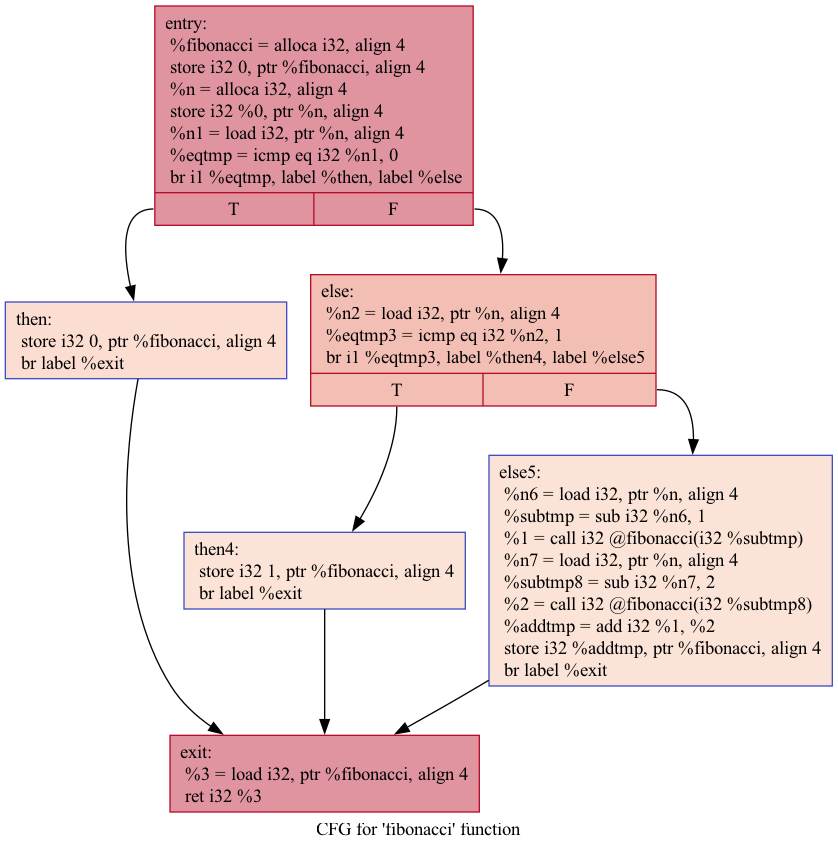 entry:
%fibonacci = alloca i32, align 4
store i32 0, ptr %fibonacci, align 4
%n = alloca i32, align 4
store i32 %0, ptr %n, align 4
%n1 = load i32, ptr %n, align 4
%eqtmp = icmp eq i32 %n1, 0
br i1 %eqtmp, label %then, label %else
T
F
then:
store i32 0, ptr %fibonacci, align 4
br label %exit
else:
%n2 = load i32, ptr %n, align 4
%eqtmp3 = icmp eq i32 %n2, 1
br i1 %eqtmp3, label %then4, label %else5
T
F
then4:
store i32 1, ptr %fibonacci, align 4
br label %exit
else5:
%n6 = load i32, ptr %n, align 4
%subtmp = sub i32 %n6, 1
%1 = call i32 @fibonacci(i32 %subtmp)
%n7 = load i32, ptr %n, align 4
%subtmp8 = sub i32 %n7, 2
%2 = call i32 @fibonacci(i32 %subtmp8)
%addtmp = add i32 %1, %2
store i32 %addtmp, ptr %fibonacci, align 4
br label %exit
exit:
%3 = load i32, ptr %fibonacci, align 4
ret i32 %3
CFG for 'fibonacci' function